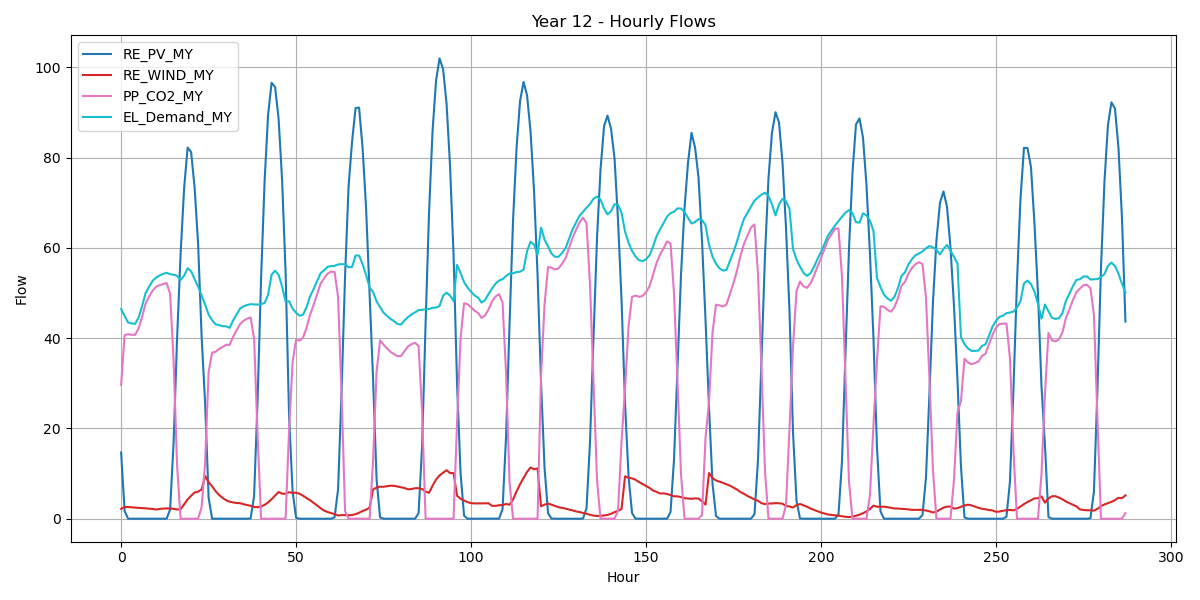 Year 12 - Hourly Flows
RE_PV_MY
RE_WIND_MY
PP_CO2_MY
EL_Demand_MY
Flow
100
80
60
40
20
0
0 50 100 150 200 250 300
Hour